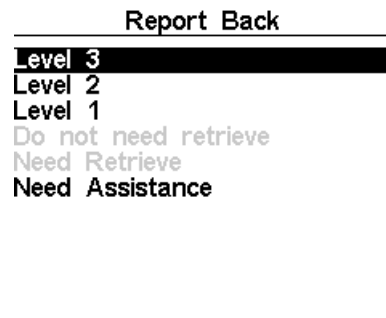 Report Back
Level 3
Level 2
Level 1
Do not need retrieve
Need Retrieve
Need Assistance